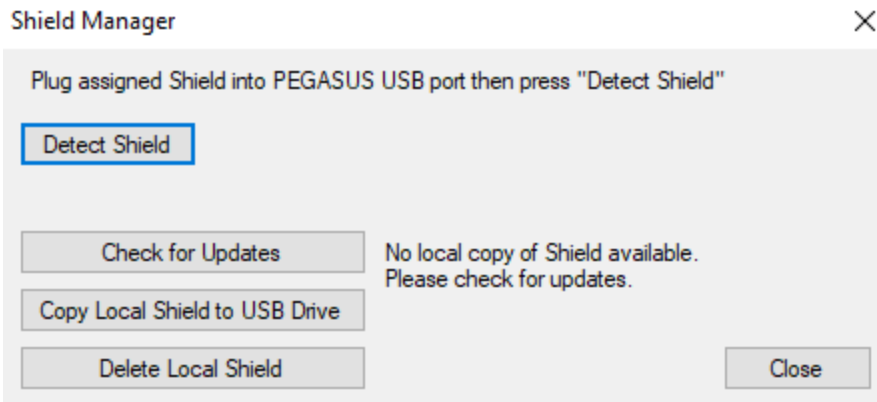 Shield Manager
Plug assigned Shield into PEGASUS USB port then press "Detect Shield"
Detect Shield
Check for Updates
No local copy of Shield available.
Please check for updates.
Copy Local Shield to USB Drive
Delete Local Shield
Close